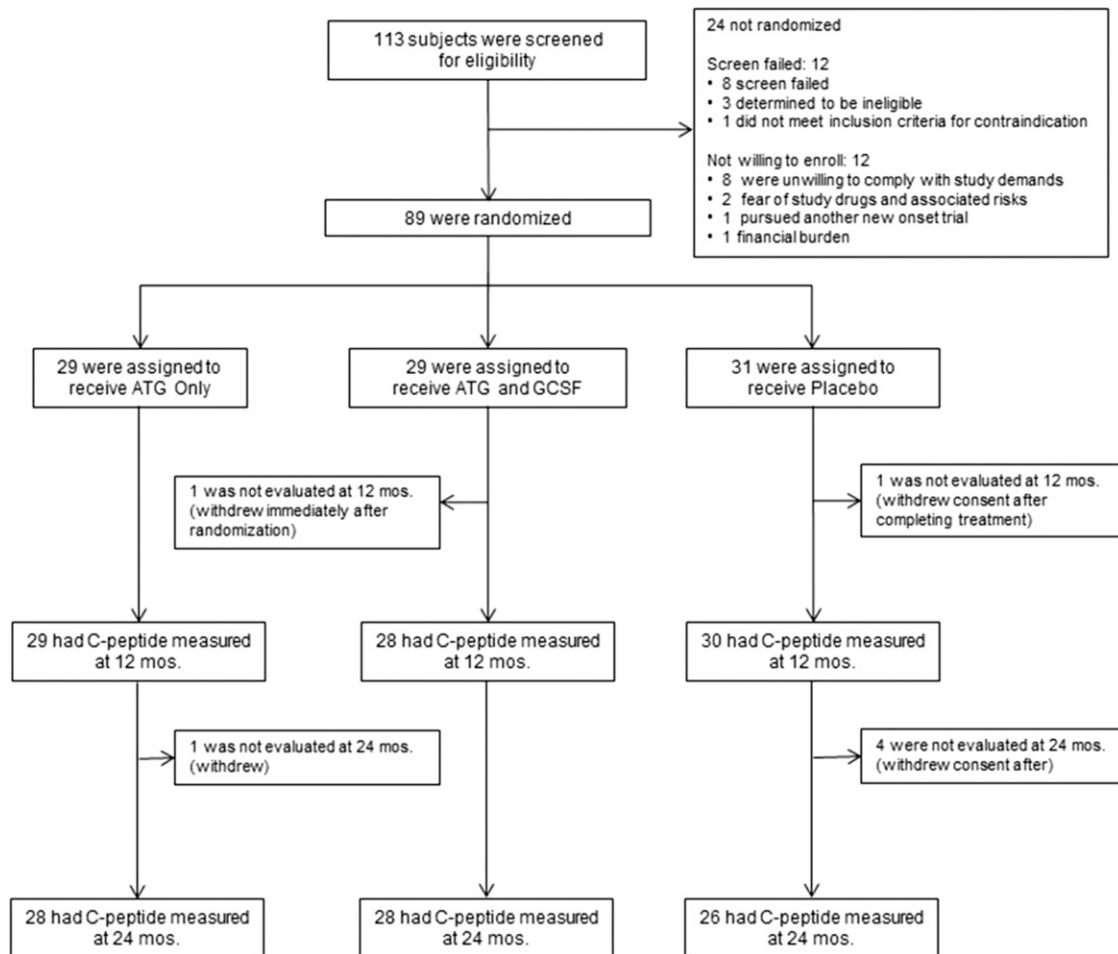 113 subjects were screened
for eligibility
24 not randomized
Screen failed: 12
• 8 screen failed
• 3 determined to be ineligible
• 1 did not meet inclusion criteria for contraindication
Not willing to enroll: 12
• 8 were unwilling to comply with study demands
• 2 fear of study drugs and associated risks
• 1 pursued another new onset trial
• 1 financial burden
89 were randomized
29 were assigned to
receive ATG Only
29 were assigned to
receive ATG and GCSF
31 were assigned to
receive Placebo
1 was not evaluated at 12 mos.
(withdrew immediately after
randomization)
1 was not evaluated at 12 mos.
(withdrew consent after
completing treatment)
29 had C-peptide measured
at 12 mos.
28 had C-peptide measured
at 12 mos.
30 had C-peptide measured
at 12 mos.
1 was not evaluated at 24 mos.
(withdrew)
4 were not evaluated at 24 mos.
(withdrew consent after)
28 had C-peptide measured
at 24 mos.
28 had C-peptide measured
at 24 mos.
26 had C-peptide measured
at 24 mos.